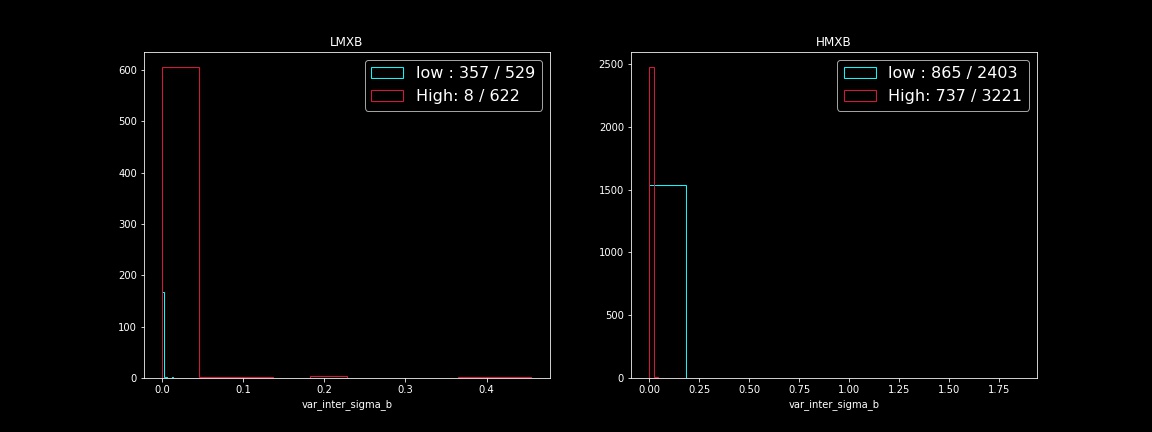 LMXB
low : 357 / 529
High: 8 / 622
600
500
400
300
200
100
0
0.0 0.1 0.2 0.3 0.4
var_inter_sigma_b
HMXB
low : 865 / 2403
High: 737 / 3221
2500
2000
1500
1000
500
0
0.00 0.25 0.50 0.75 1.00 1.25 1.50 1.75
var_inter_sigma_b